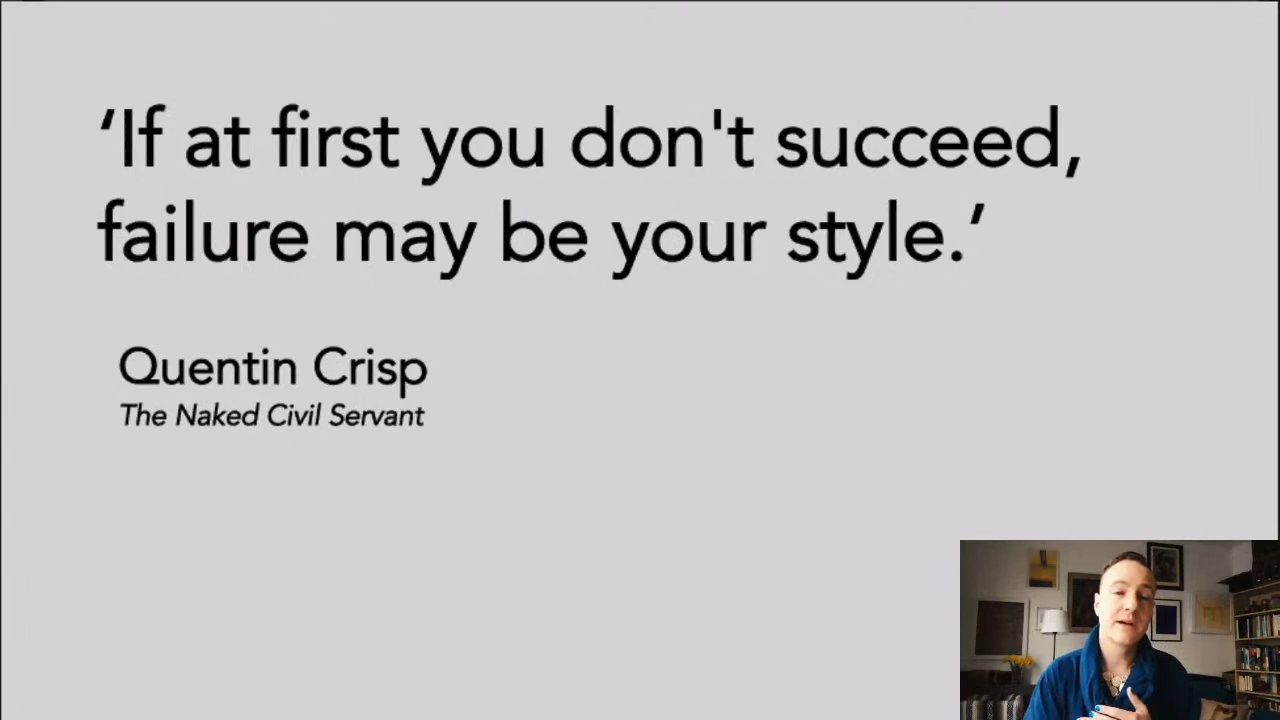 ‘If at first you don't succeed,
failure may be your style.’
Quentin Crisp
The Naked Civil Servant